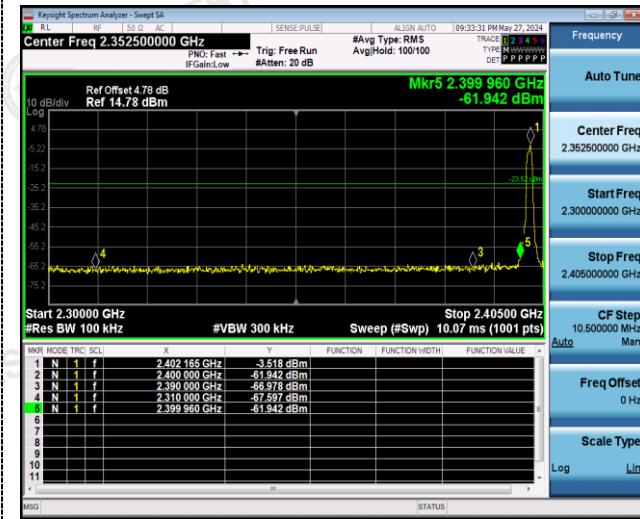 Keysight Spectrum Analyzer - Swept SA
RL RF 50 Ω AC SENSE:PULSE ALIGN AUTO 09:33:31 PM May 27, 2024
Center Freq 2.352500000 GHz
PNO: Fast
IFGain:Low
Trig: Free Run
#Atten: 20 dB
#Avg Type: RMS
Avg|Hold: 100/100
TRACE 1 2 3 4 5 6
TYPE M W W W W W
DET P P P P P P
Ref Offset 4.78 dB
10 dB/div Ref 14.78 dBm
Log
Mkr5 2.399 960 GHz
-61.942 dBm
4.78
-5.22
-15.2
-25.2
-35.2
-45.2
-55.2
-65.2
-75.2
1
-23.52 dBm
4
3
5
Start 2.30000 GHz Stop 2.40500 GHz
#Res BW 100 kHz #VBW 300 kHz Sweep (#Swp) 10.07 ms (1001 pts)
MKR MODE TRC SCL X Y FUNCTION FUNCTION WIDTH FUNCTION VALUE
1 N 1 f 2.402 165 GHz -3.518 dBm
2 N 1 f 2.400 000 GHz -61.942 dBm
3 N 1 f 2.390 000 GHz -66.978 dBm
4 N 1 f 2.310 000 GHz -67.597 dBm
5 N 1 f 2.399 960 GHz -61.942 dBm
6
7
8
9
10
11
MSG STATUS
Frequency
Auto Tune
Center Freq
2.352500000 GHz
Start Freq
2.300000000 GHz
Stop Freq
2.405000000 GHz
CF Step
10.500000 MHz
Auto Man
Freq Offset
0 Hz
Scale Type
Log Lin